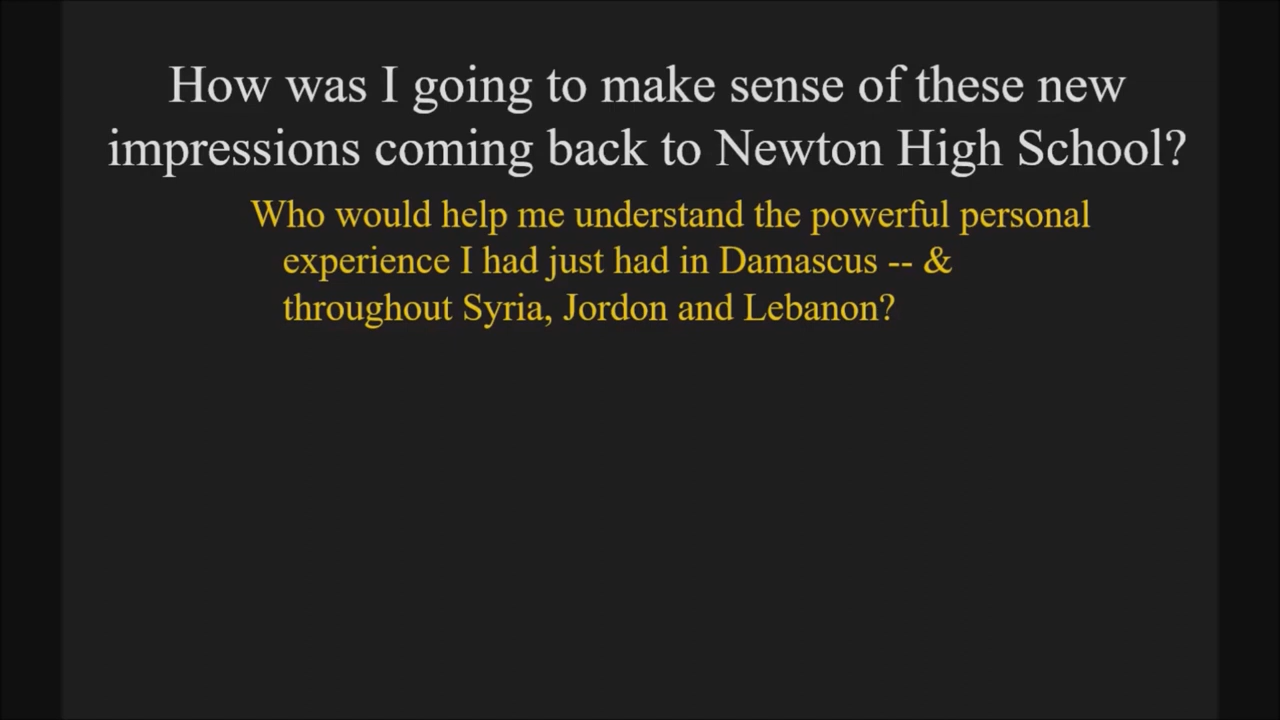 How was I going to make sense of these new
impressions coming back to Newton High School?
Who would help me understand the powerful personal
experience I had just had in Damascus -- &
throughout Syria, Jordon and Lebanon?